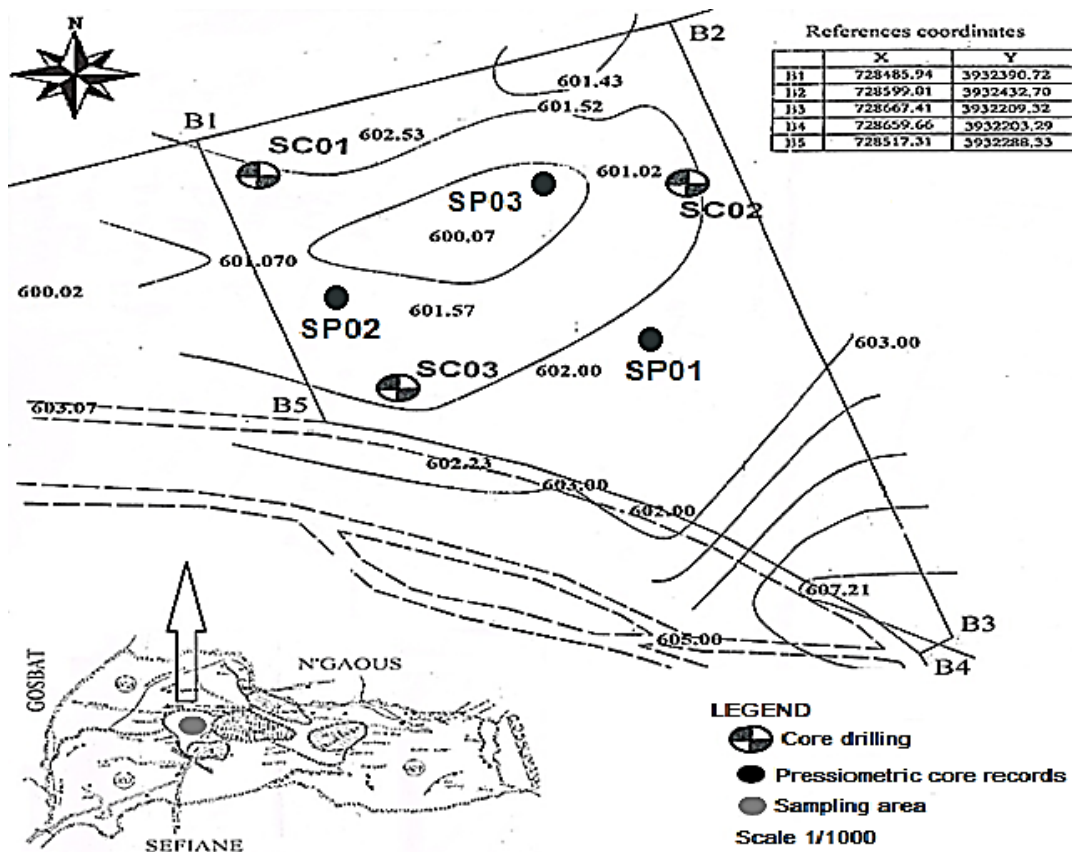 N
B2
References coordinates
X Y
B1 728485.94 3932390.72
B2 728599.01 3932432.70
B3 728667.41 3932209.32
B4 728659.66 3932203.29
B5 728517.31 3932288.33
601.43
601.52
602.53
B1
SC01
601.02
SP03
SC02
600.07
601.070
600.02
601.57
SP02
SP01
603.00
SC03
602.00
603.07
B5
602.23
603.00
602.00
607.21
B3
605.00
B4
GOSBAT
N'GAOUS
SEFIANE
LEGEND
Core drilling
Pressiometric core records
Sampling area
Scale 1/1000